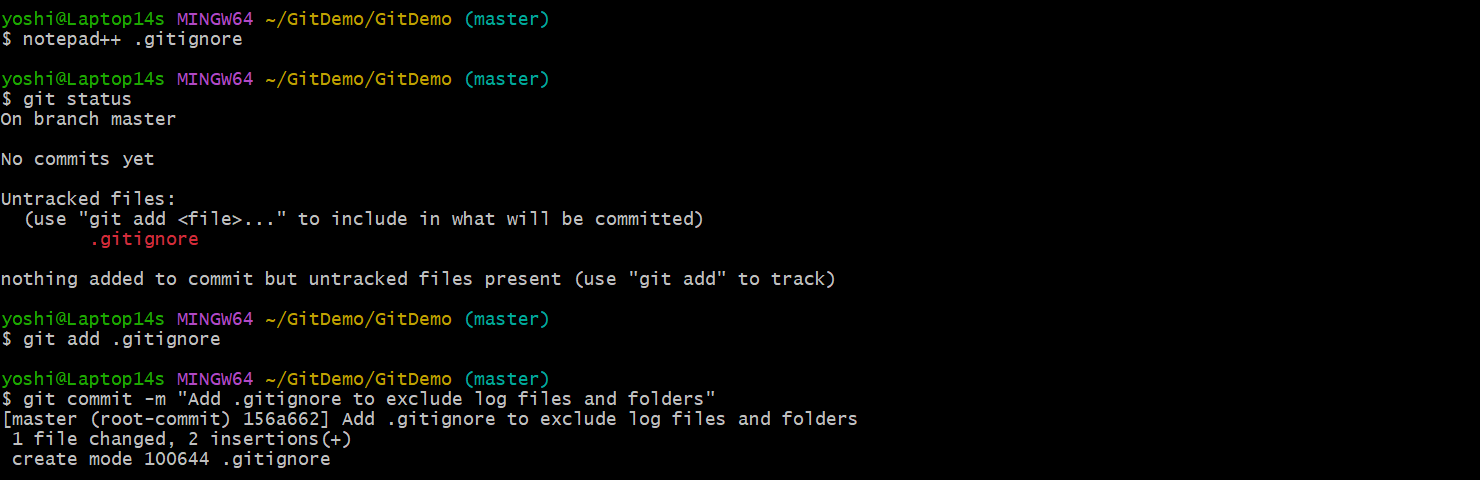 yoshi@Laptop14s MINGW64 ~/GitDemo/GitDemo (master)
$ notepad++ .gitignore
yoshi@Laptop14s MINGW64 ~/GitDemo/GitDemo (master)
$ git status
On branch master
No commits yet
Untracked files:
  (use "git add <file>..." to include in what will be committed)
        .gitignore
nothing added to commit but untracked files present (use "git add" to track)
yoshi@Laptop14s MINGW64 ~/GitDemo/GitDemo (master)
$ git add .gitignore
yoshi@Laptop14s MINGW64 ~/GitDemo/GitDemo (master)
$ git commit -m "Add .gitignore to exclude log files and folders"
[master (root-commit) 156a662] Add .gitignore to exclude log files and folders
 1 file changed, 2 insertions(+)
 create mode 100644 .gitignore